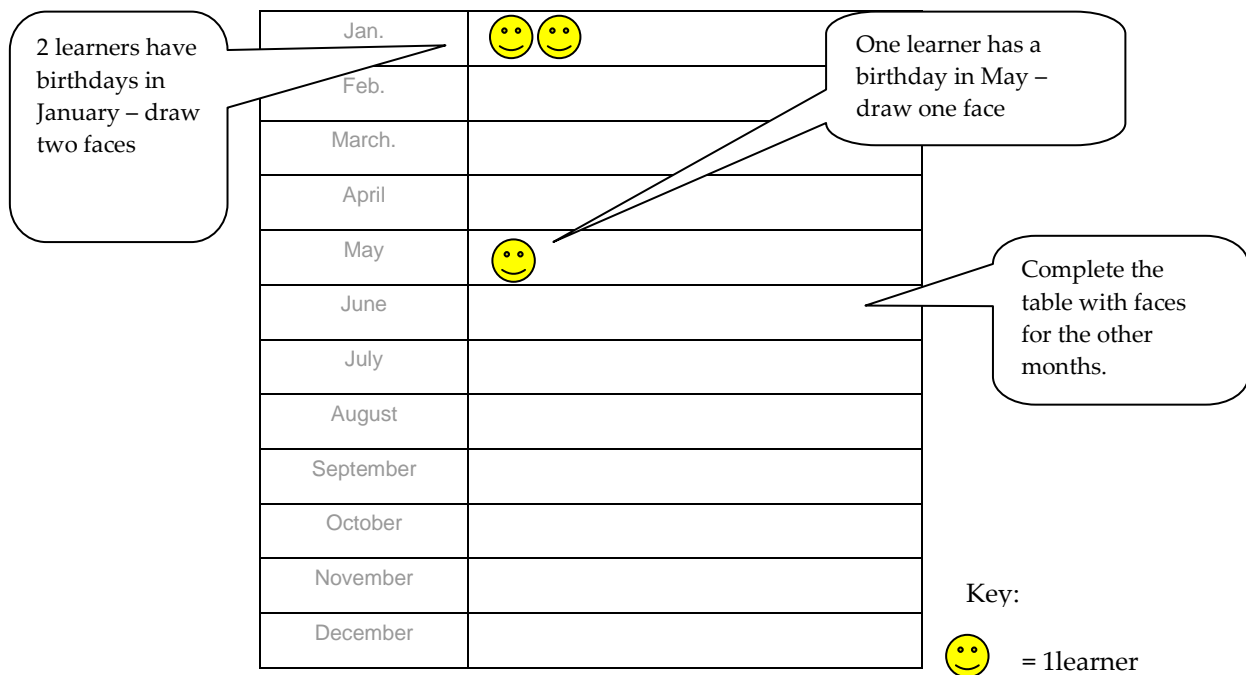 2 learners have
birthdays in
January – draw
two faces
Jan.
Feb.
March.
April
May
June
July
August
September
October
November
December
One learner has a
birthday in May –
draw one face
Complete the
table with faces
for the other
months.
Key:
= 1learner